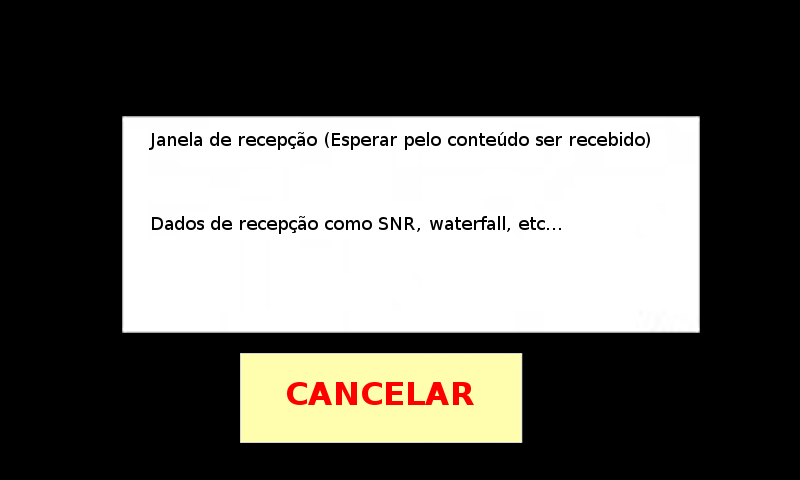 Janela de recepção (Esperar pelo conteúdo ser recebido)
Dados de recepção como SNR, waterfall, etc...
CANCELAR